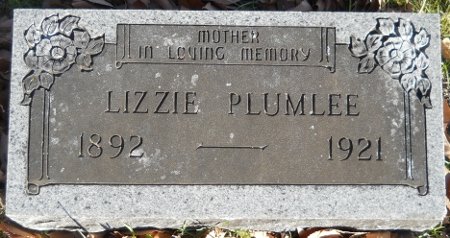 MOTHER
IN LOVING MEMORY
LIZZIE PLUMLEE
1892 — 1921